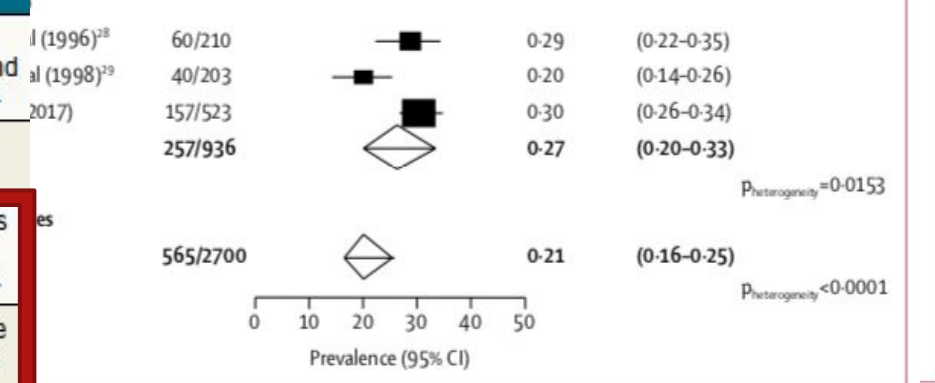 al (1996)28 60/210 0·29 (0·22–0·35)
nd
al (1998)29 40/203 0·20 (0·14–0·26)
2017) 157/523 0·30 (0·26–0·34)
257/936 0·27 (0·20–0·33)
pheterogeneity=0·0153
s
es
565/2700 0·21 (0·16–0·25)
pheterogeneity<0·0001
e
0 10 20 30 40 50
Prevalence (95% CI)